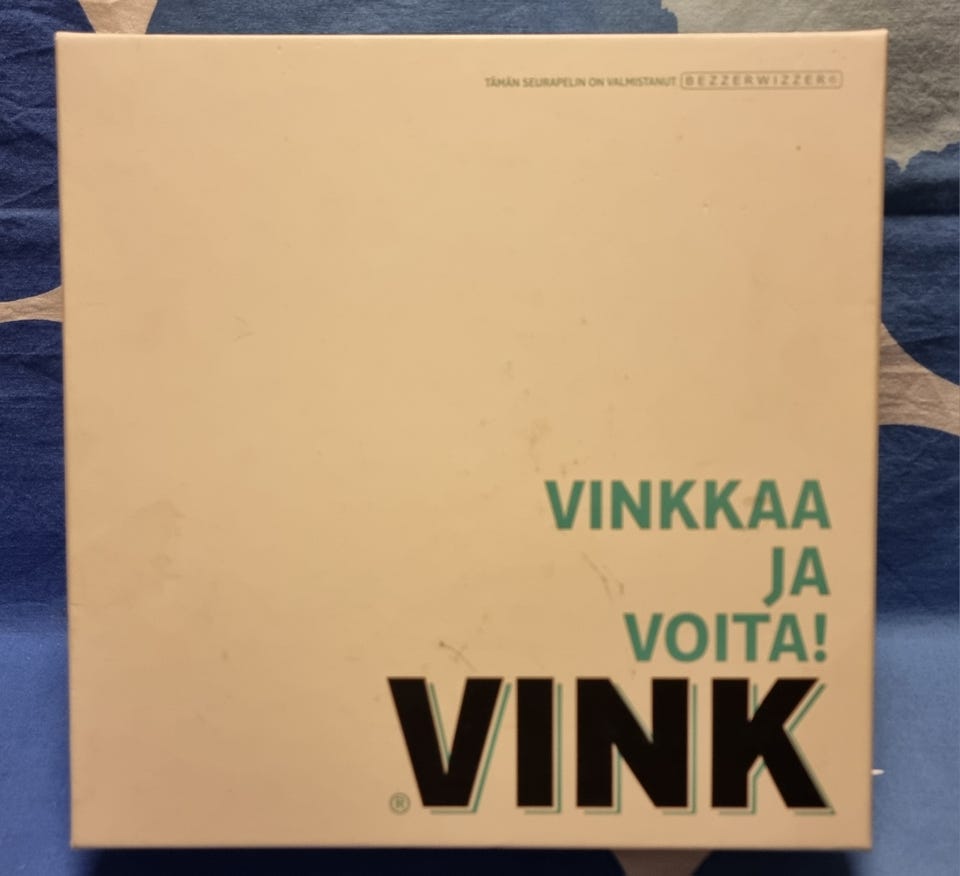 TÄMÄN SEURAPELIN ON VALMISTANUT BEZZERWIZZER®
VINKKAA
JA
VOITA!
VINK
®